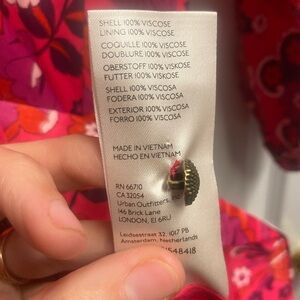 SHELL 100% VISCOSE
LINING 100% VISCOSE
COQUILLE 100% VISCOSE
DOUBLURE 100% VISCOSE
OBERSTOFF 100% VISKOSE
FUTTER 100% VISKOSE
SHELL 100% VISCOSA
FODERA 100% VISCOSA
EXTERIOR 100% VISCOSA
FORRO 100% VISCOSA
MADE IN VIETNAM
HECHO EN VIETNAM
RN 66710
CA 32054
Urban Outfitters,
146 Brick Lane
LONDON, E1 6RU
Leidsestraat 32, 1017 PB
Amsterdam, Netherlands
548418